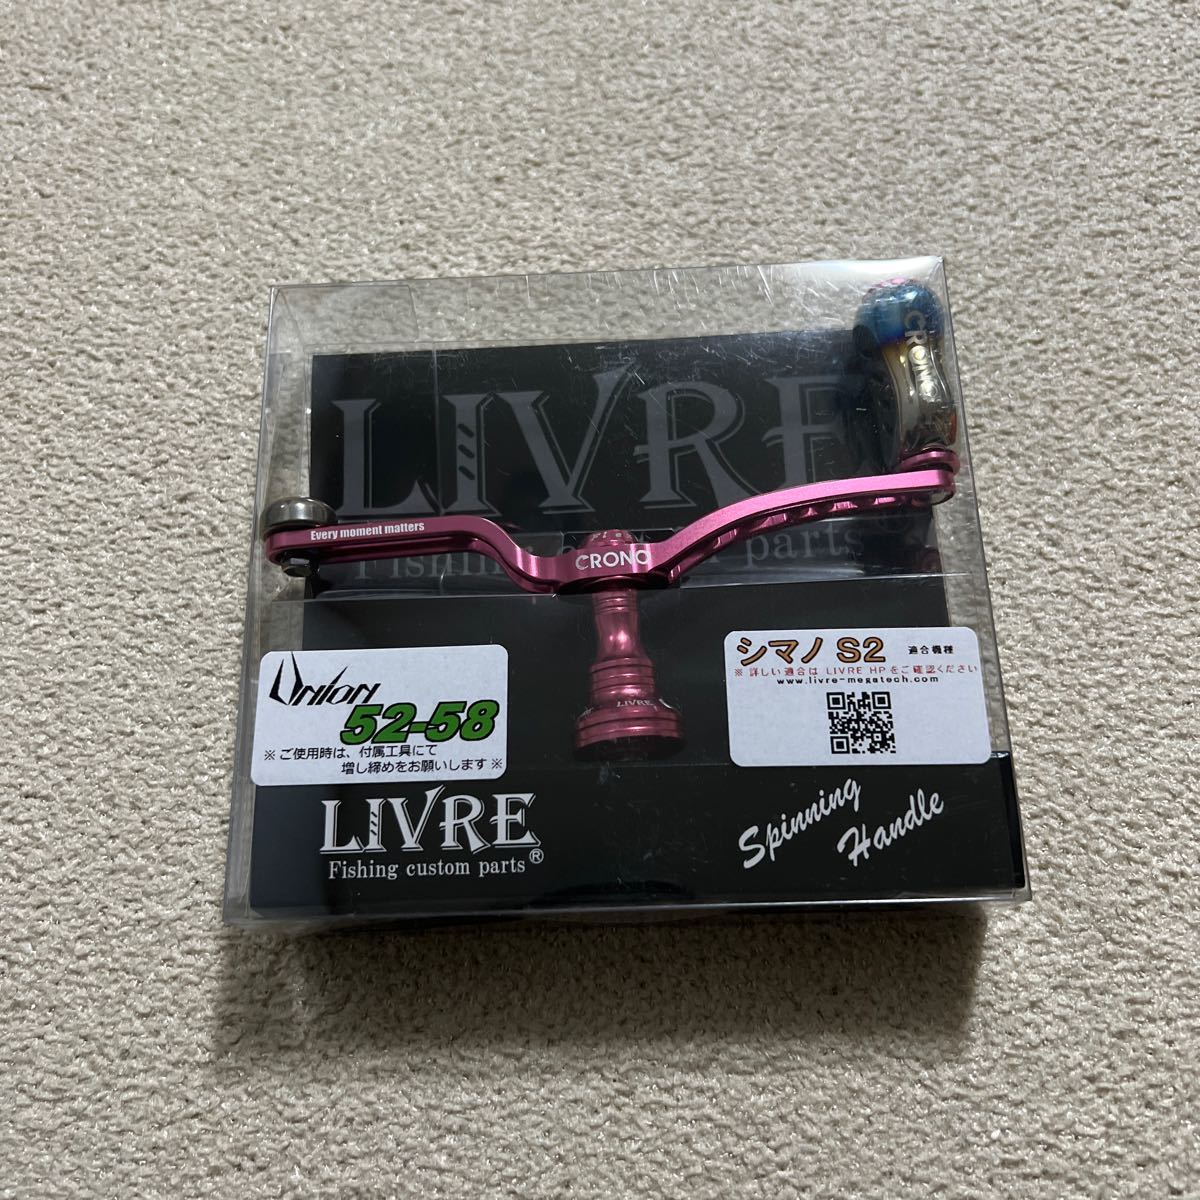 LIVRE
Fishing custom parts
CRONO
Every moment matters
CRONO
LIVRE
Union
52-58
※ ご使用時は、付属工具にて
増し締めをお願いします ※
シマノ S2 適合機種
※ 詳しい適合は LIVRE HP をご確認ください
www.livre-megatech.com
LIVRE
Fishing custom parts®
Spinning
Handle